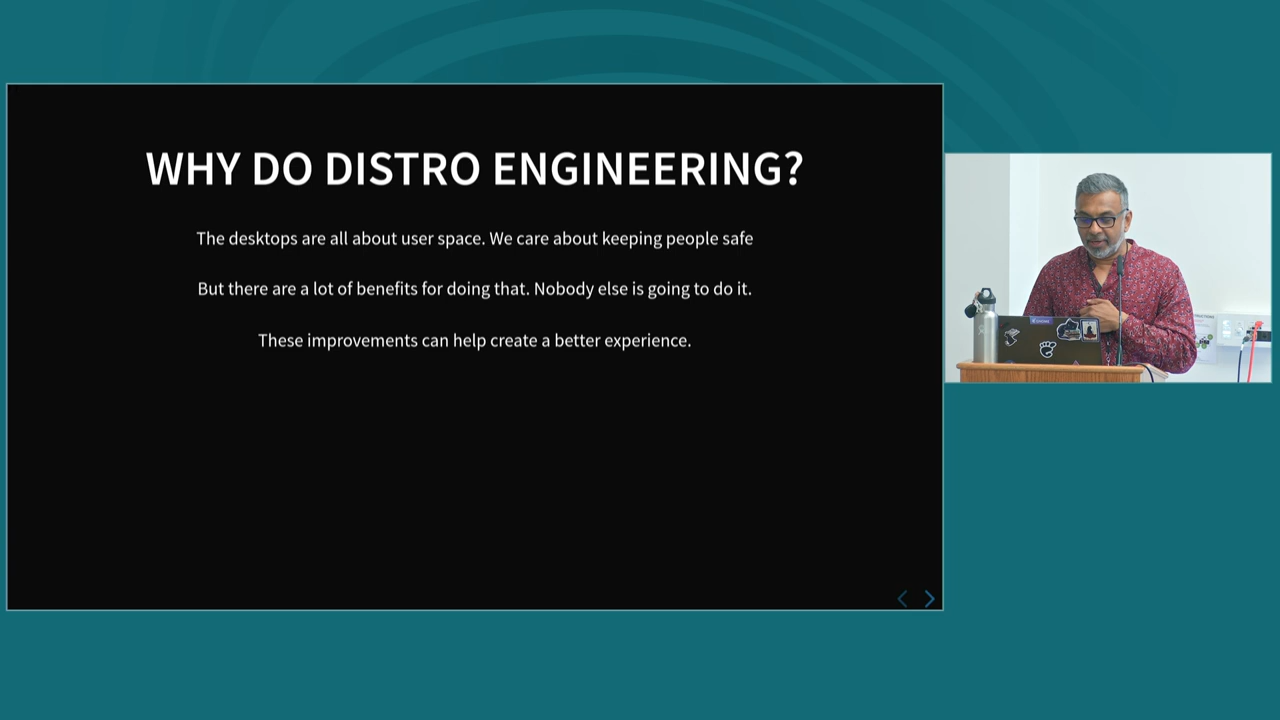 WHY DO DISTRO ENGINEERING?
The desktops are all about user space. We care about keeping people safe
But there are a lot of benefits for doing that. Nobody else is going to do it.
These improvements can help create a better experience.